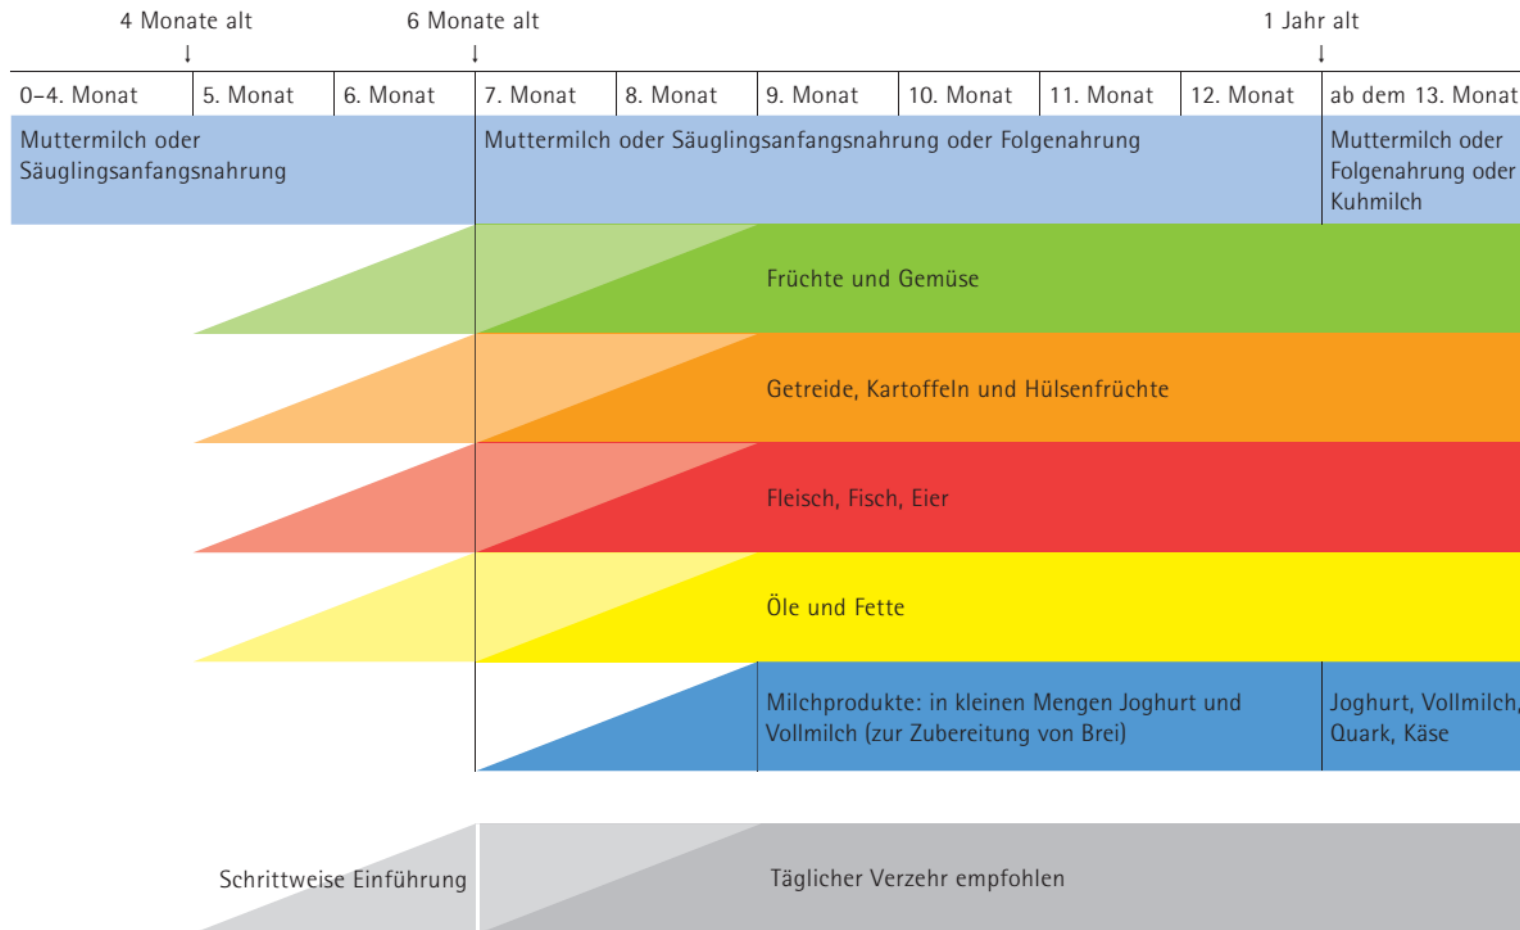 4 Monate alt
6 Monate alt
1 Jahr alt
0–4. Monat
5. Monat
6. Monat
7. Monat
8. Monat
9. Monat
10. Monat
11. Monat
12. Monat
ab dem 13. Monat
Muttermilch oder
Säuglingsanfangsnahrung
Muttermilch oder Säuglingsanfangsnahrung oder Folgenahrung
Muttermilch oder
Folgenahrung oder
Kuhmilch
Früchte und Gemüse
Getreide, Kartoffeln und Hülsenfrüchte
Fleisch, Fisch, Eier
Öle und Fette
Milchprodukte: in kleinen Mengen Joghurt und
Vollmilch (zur Zubereitung von Brei)
Joghurt, Vollmilch,
Quark, Käse
Schrittweise Einführung
Täglicher Verzehr empfohlen